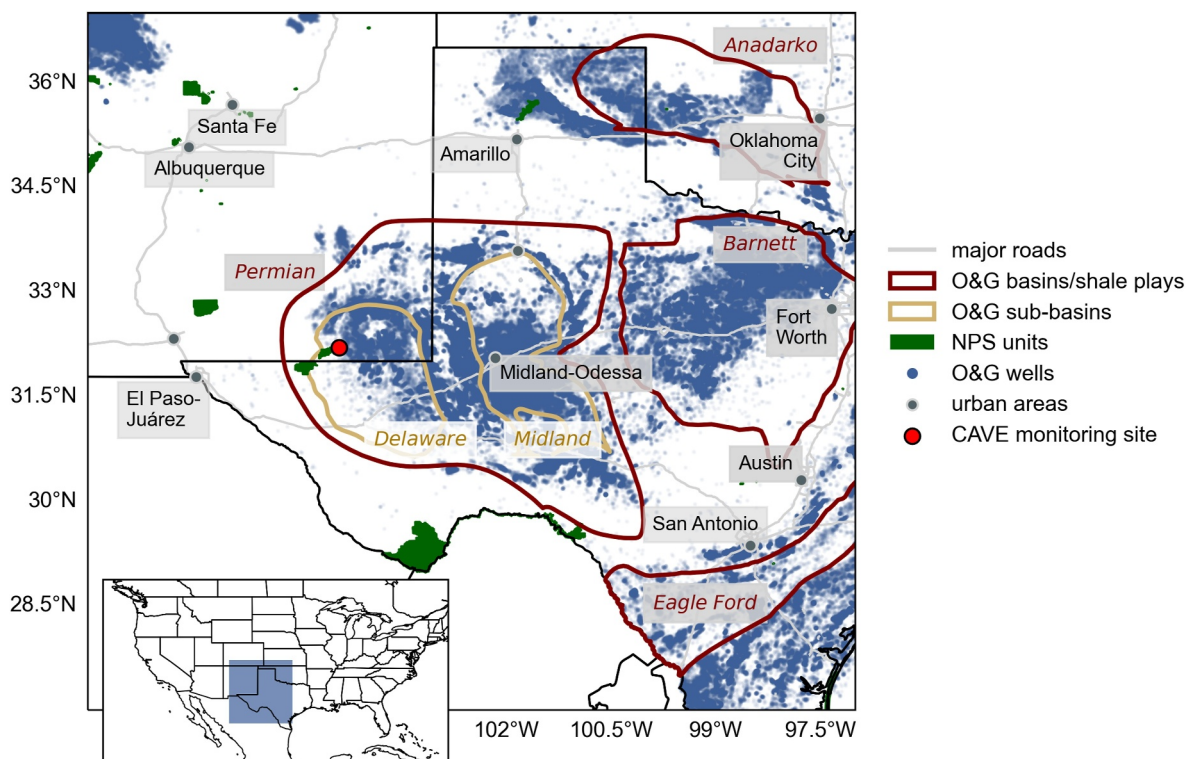 Anadarko
36°N
Santa Fe
Oklahoma
City
Amarillo
Albuquerque
34.5°N
Barnett
Permian
33°N
Fort
Worth
Midland-Odessa
31.5°N
El Paso-
Juárez
Delaware
Midland
Austin
30°N
San Antonio
28.5°N
Eagle Ford
102°W
100.5°W
99°W
97.5°W
major roads
O&G basins/shale plays
O&G sub-basins
NPS units
O&G wells
urban areas
CAVE monitoring site